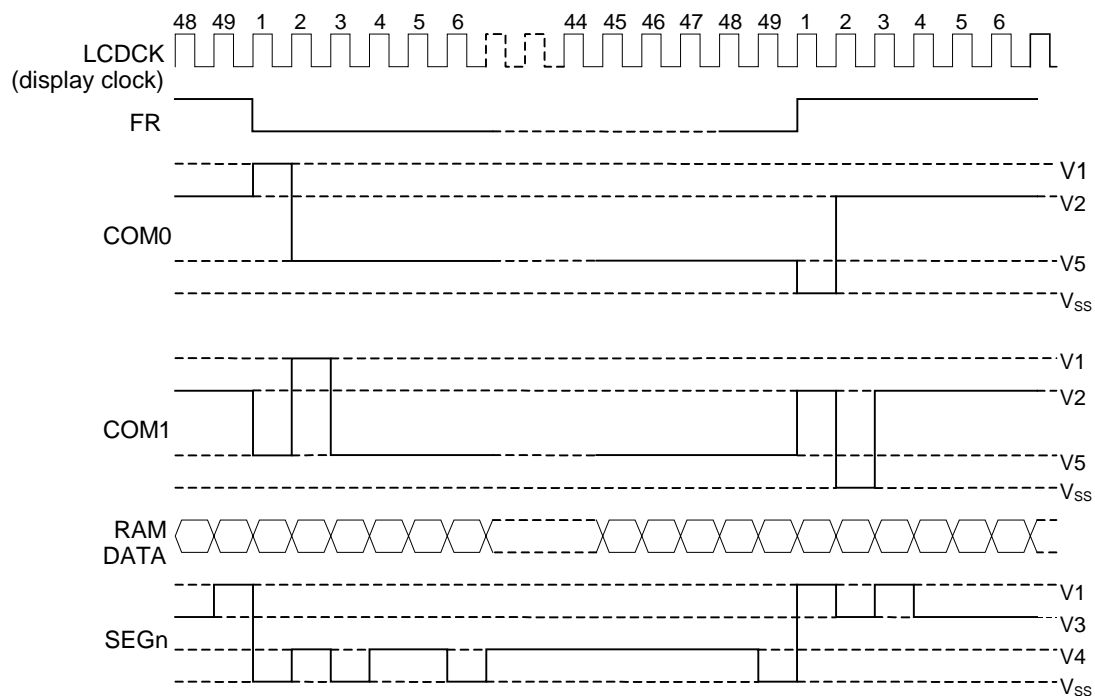 48 49 1 2 3 4 5 6 44 45 46 47 48 49 1 2 3 4 5 6
LCDCK
(display clock)
FR
V1
V2
COM0
V5
VSS
V1
V2
COM1
V5
VSS
RAM
DATA
V1
V3
SEGn
V4
VSS